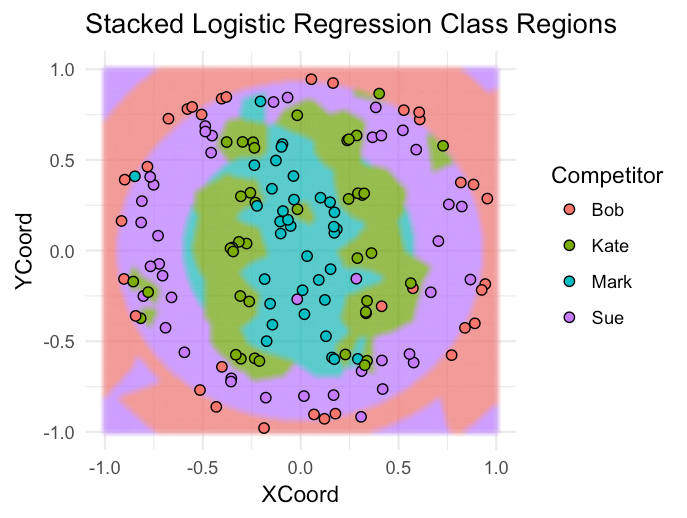 Stacked Logistic Regression Class Regions
1.0
0.5
0.0
-0.5
-1.0
YCoord
-1.0 -0.5 0.0 0.5 1.0
XCoord
Competitor
Bob
Kate
Mark
Sue